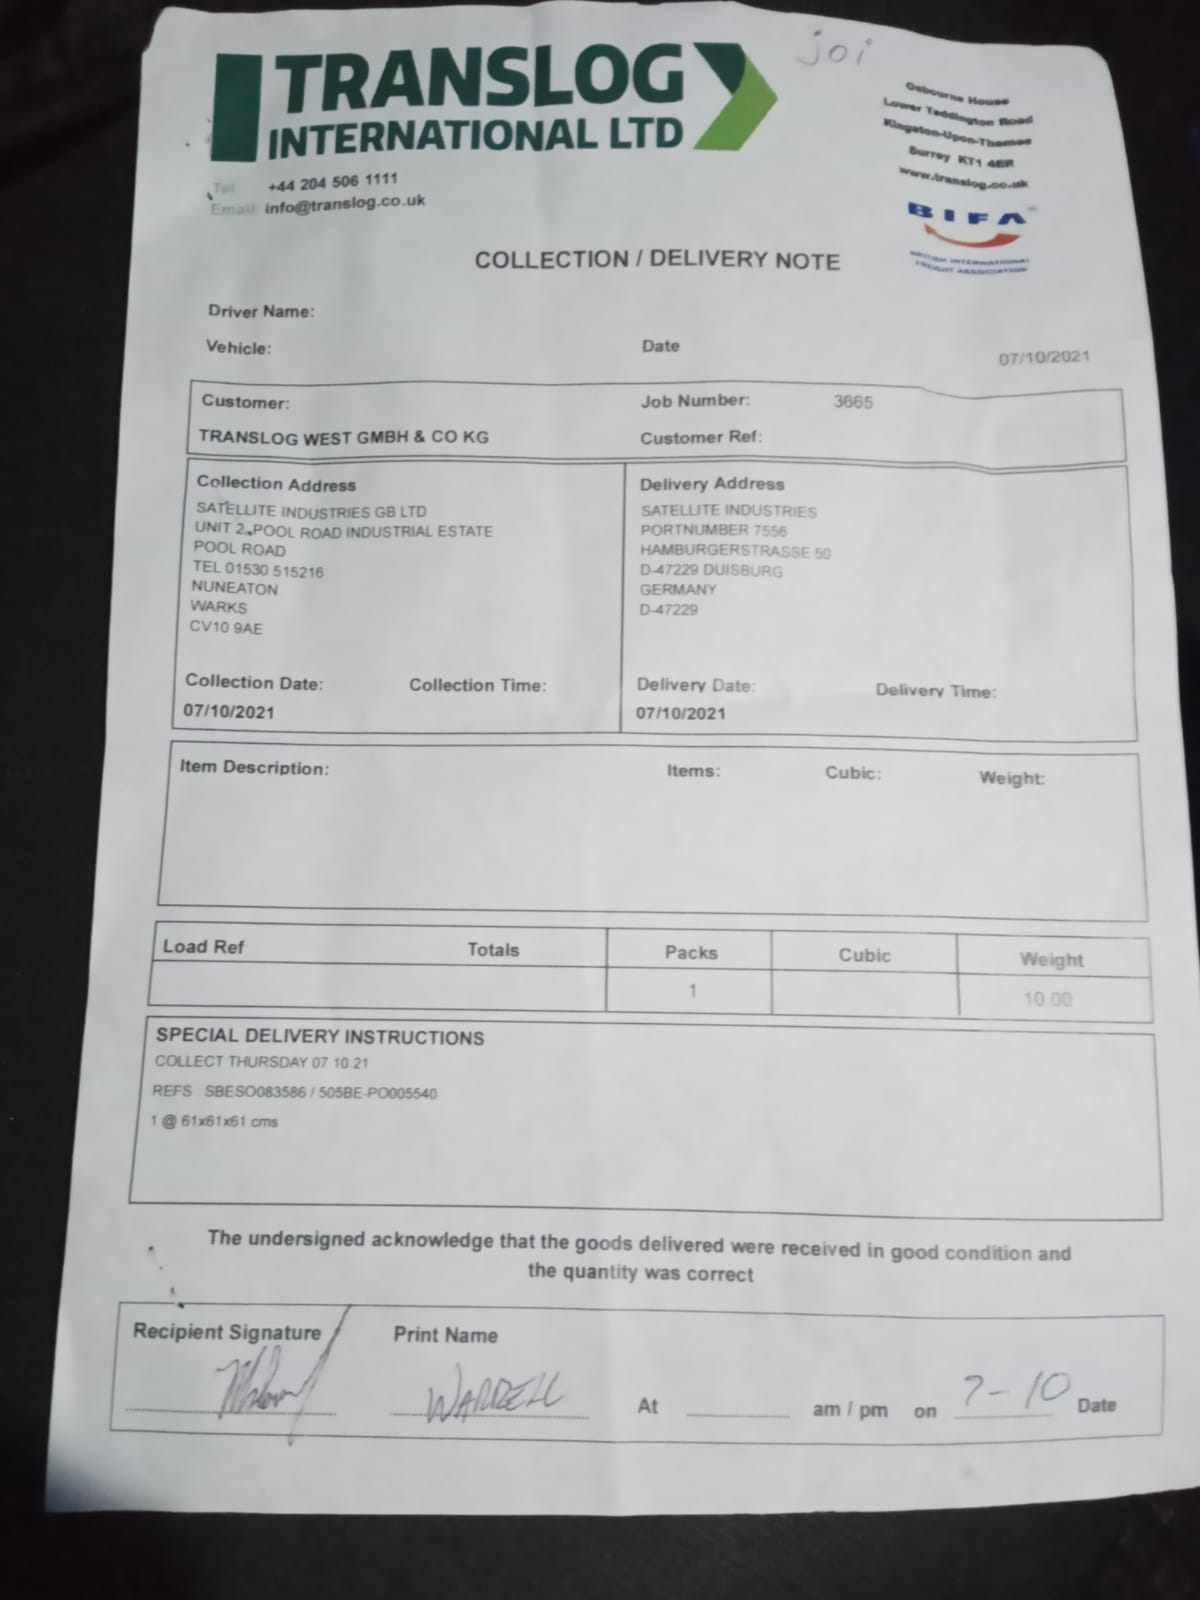 joi
TRANSLOG
INTERNATIONAL LTD
Tel: +44 204 506 1111
Email: info@translog.co.uk
Osbourne House
Lower Teddington Road
Kingston-Upon-Thames
Surrey KT1 4ER
www.translog.co.uk
BIFA
BRITISH INTERNATIONAL
FREIGHT ASSOCIATION
COLLECTION / DELIVERY NOTE
Driver Name:
Vehicle:
Date 07/10/2021
Customer:
TRANSLOG WEST GMBH & CO KG
Job Number: 3665
Customer Ref:
Collection Address
SATELLITE INDUSTRIES GB LTD
UNIT 2, POOL ROAD INDUSTRIAL ESTATE
POOL ROAD
TEL 01530 515216
NUNEATON
WARKS
CV10 9AE
Collection Date: Collection Time:
07/10/2021
Delivery Address
SATELLITE INDUSTRIES
PORTNUMBER 7556
HAMBURGERSTRASSE 50
D-47229 DUISBURG
GERMANY
D-47229
Delivery Date: Delivery Time:
07/10/2021
Item Description: Items: Cubic: Weight:
Load Ref Totals Packs Cubic Weight
1 10.00
SPECIAL DELIVERY INSTRUCTIONS
COLLECT THURSDAY 07.10.21
REFS : SBESO083586 / 505BE-PO005540
1 @ 61x61x61 cms
The undersigned acknowledge that the goods delivered were received in good condition and
the quantity was correct
Recipient Signature Print Name
At am / pm on 7-10 Date